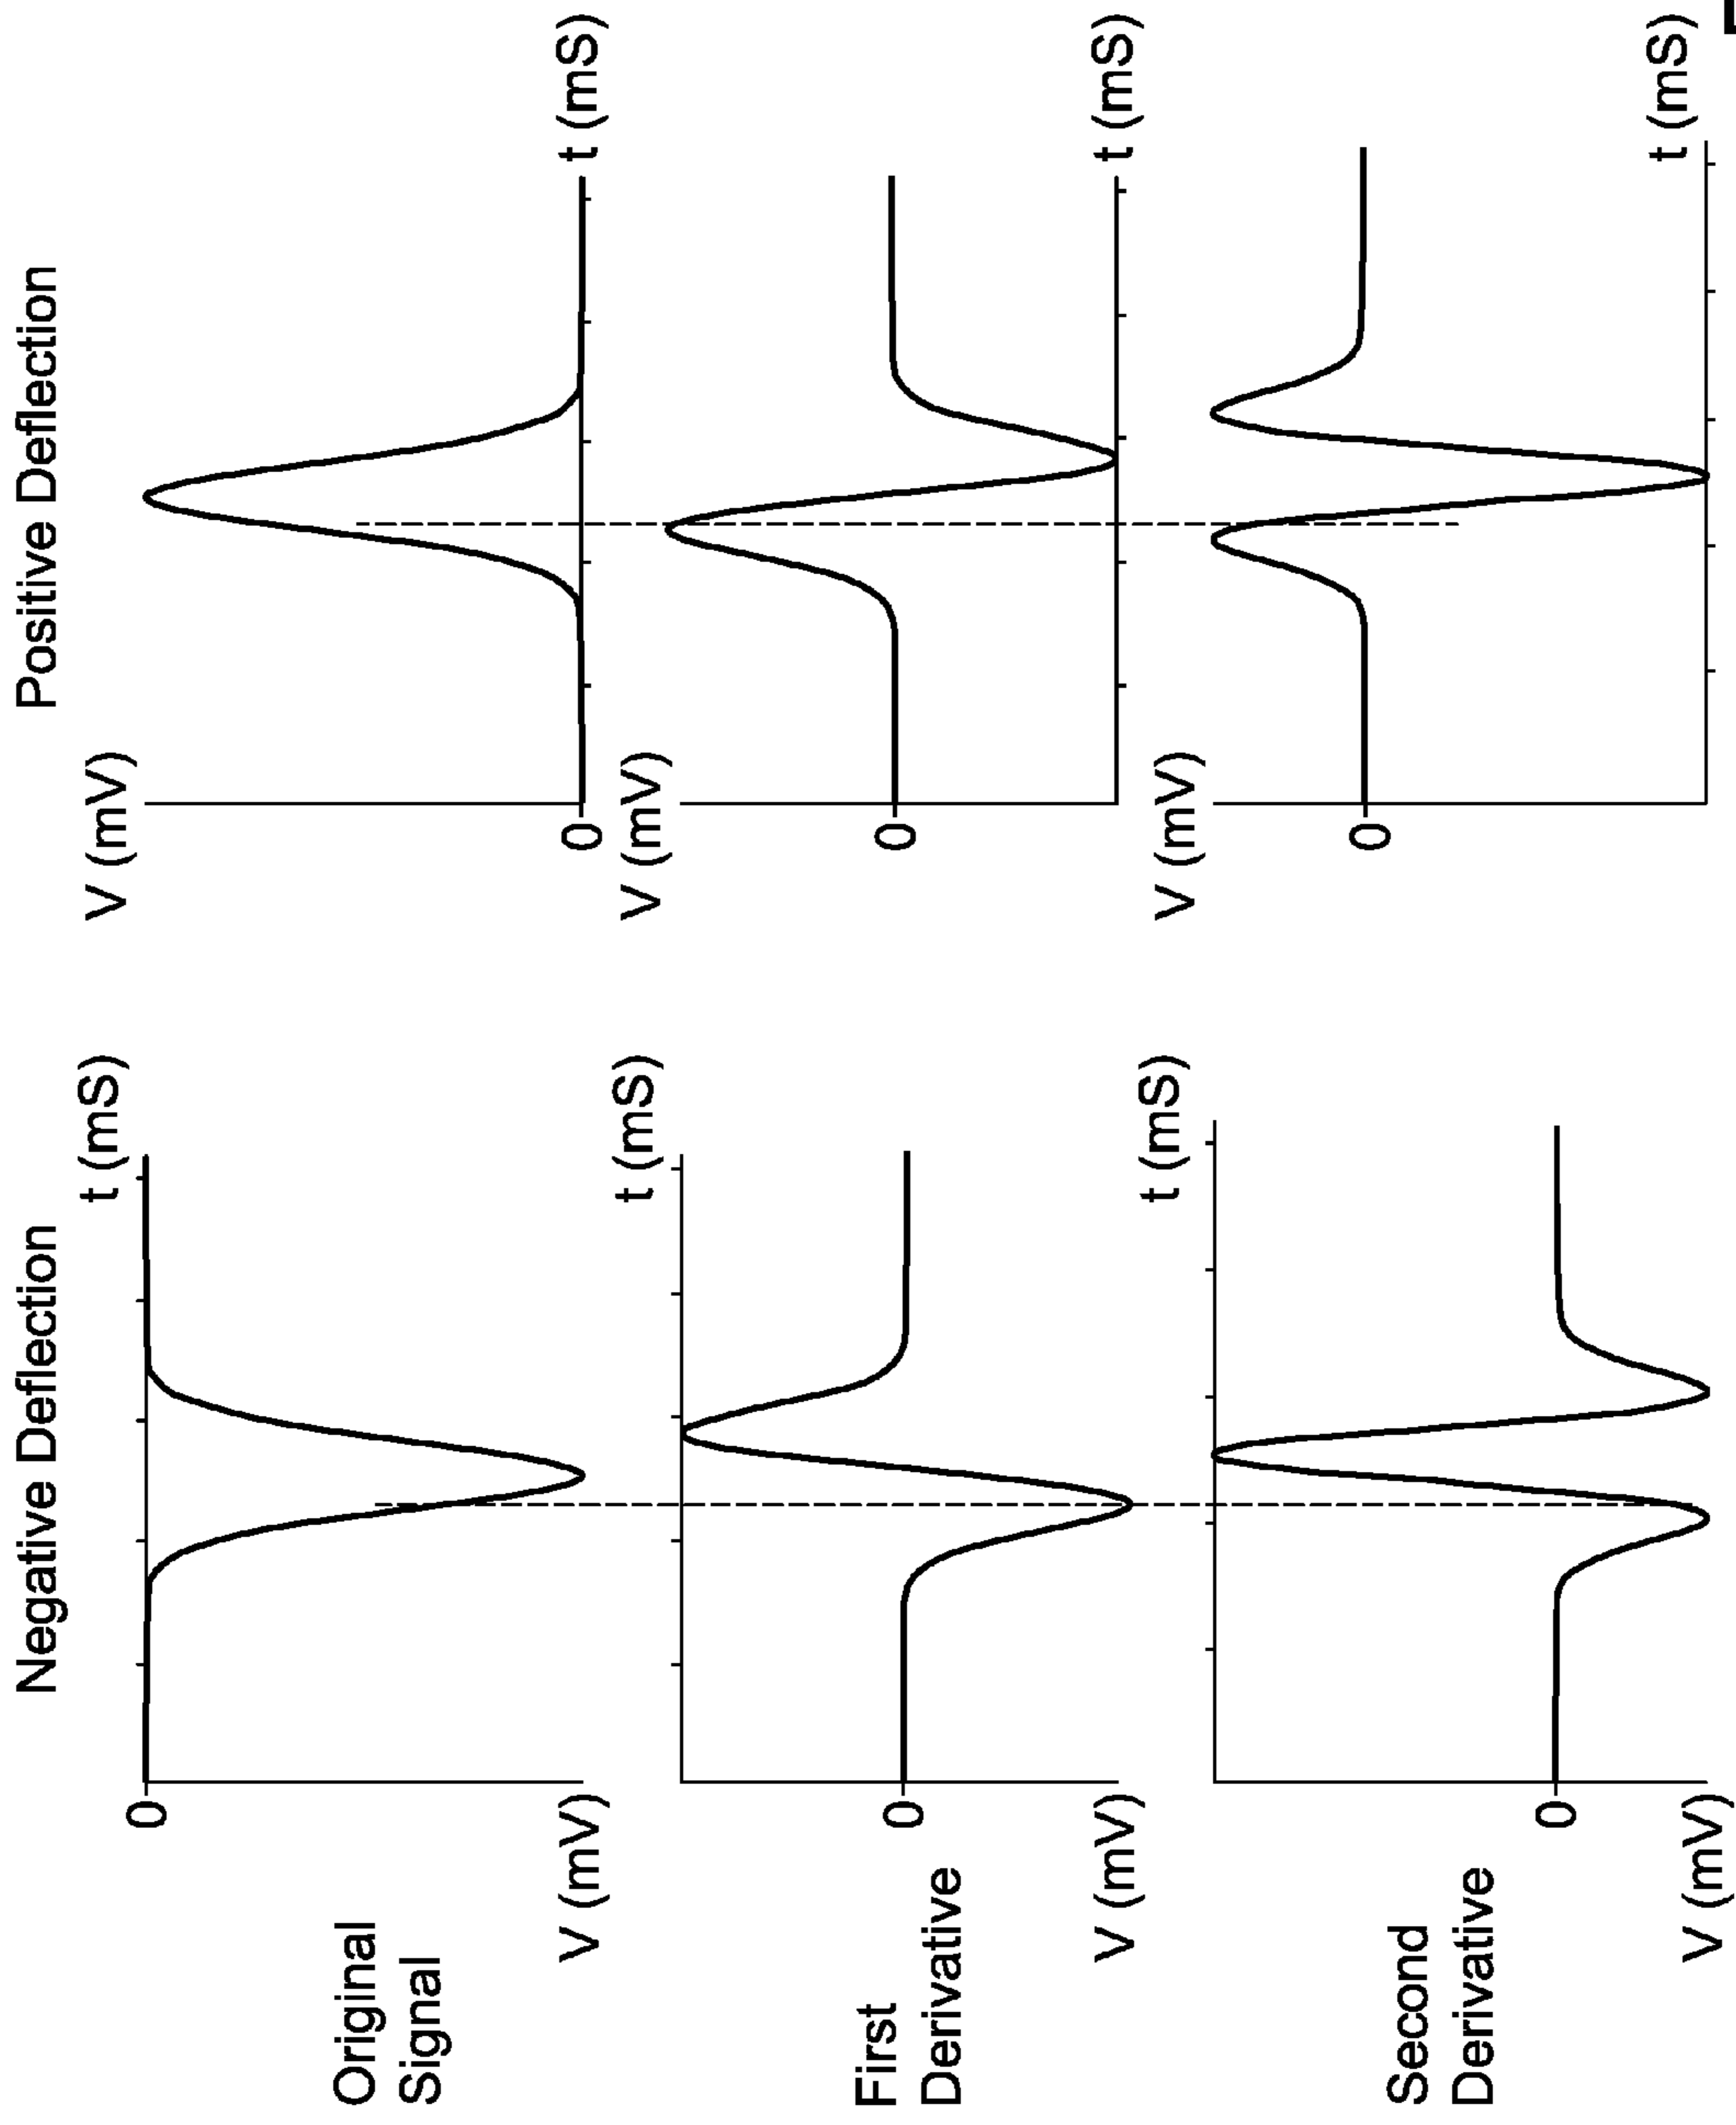 Negative Deflection
Positive Deflection
Original
Signal
0
t (mS)
V (mV)
V (mV)
0
t (mS)
First
Derivative
t (mS)
0
V (mV)
V (mV)
0
t (mS)
Second
Derivative
t (mS)
0
V (mV)
V (mV)
0
t (mS)